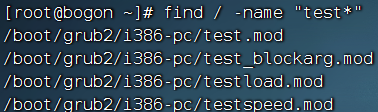 [root@bogon ~]# find / -name "test*"
/boot/grub2/i386-pc/test.mod
/boot/grub2/i386-pc/test_blockarg.mod
/boot/grub2/i386-pc/testload.mod
/boot/grub2/i386-pc/testspeed.mod